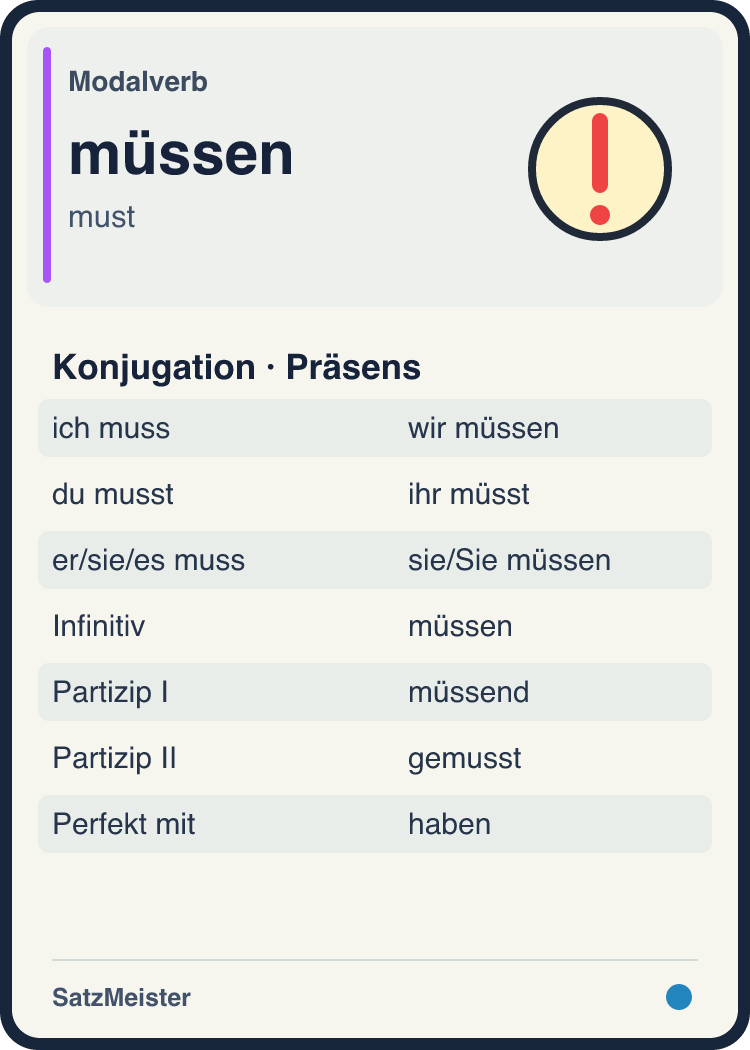 Modalverb
müssen
must
Konjugation · Präsens
ich muss wir müssen
du musst ihr müsst
er/sie/es muss sie/Sie müssen
Infinitiv müssen
Partizip I müssend
Partizip II gemusst
Perfekt mit haben
SatzMeister